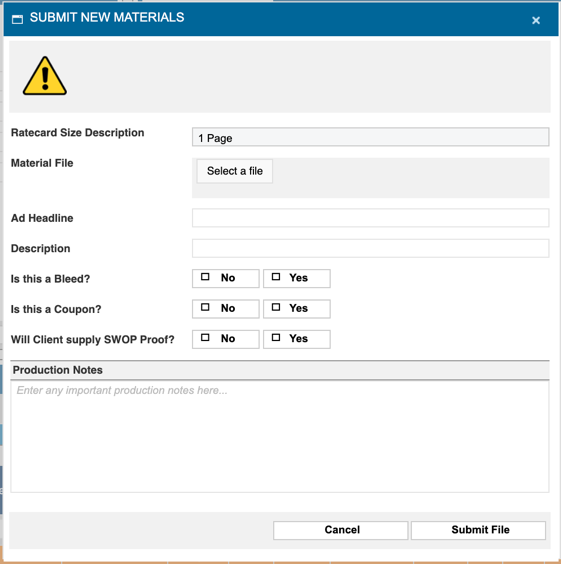 SUBMIT NEW MATERIALS
Ratecard Size Description
1 Page
Material File
Select a file
Ad Headline
Description
Is this a Bleed?
No
Yes
Is this a Coupon?
No
Yes
Will Client supply SWOP Proof?
No
Yes
Production Notes
Enter any important production notes here...
Cancel
Submit File